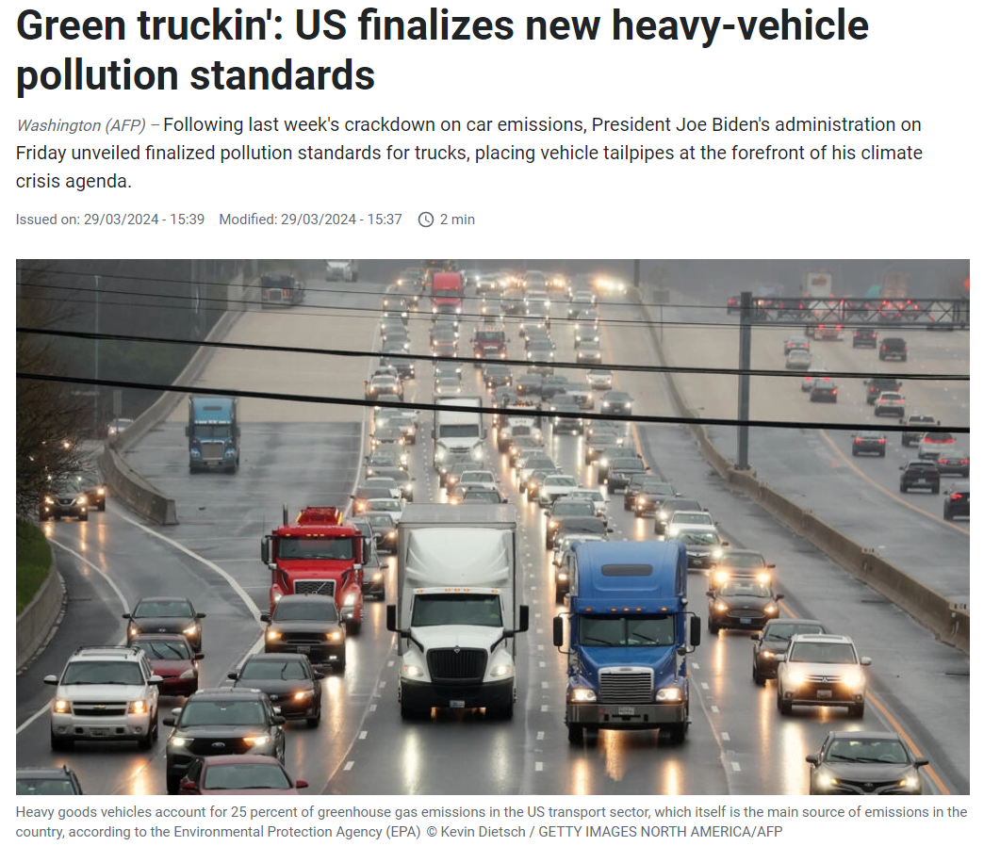 Green truckin': US finalizes new heavy-vehicle
pollution standards
Washington (AFP) – Following last week's crackdown on car emissions, President Joe Biden's administration on
Friday unveiled finalized pollution standards for trucks, placing vehicle tailpipes at the forefront of his climate
crisis agenda.
Issued on: 29/03/2024 - 15:39 Modified: 29/03/2024 - 15:37 2 min
Heavy goods vehicles account for 25 percent of greenhouse gas emissions in the US transport sector, which itself is the main source of emissions in the
country, according to the Environmental Protection Agency (EPA) © Kevin Dietsch / GETTY IMAGES NORTH AMERICA/AFP